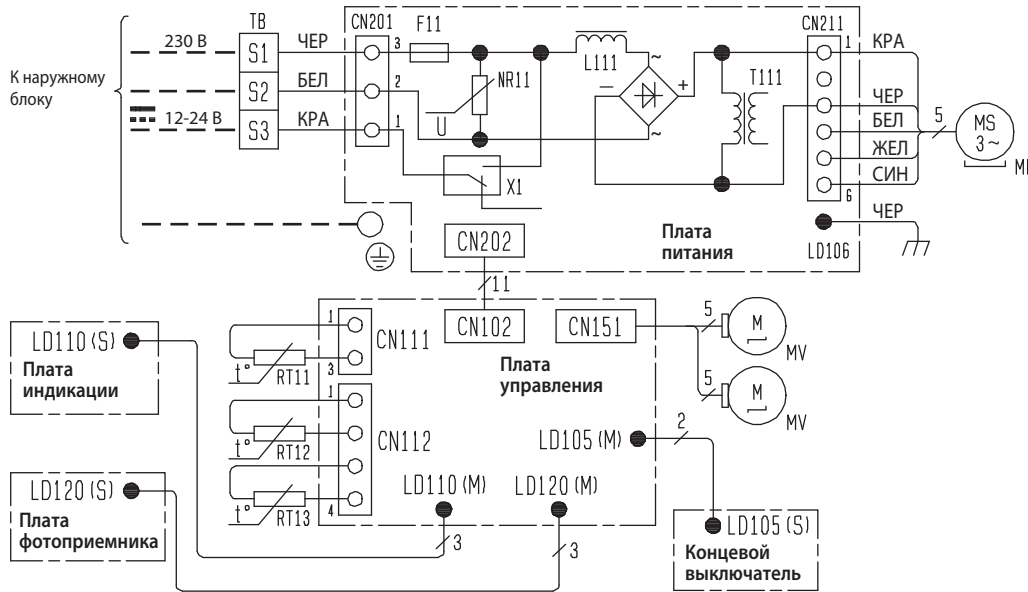 TB
CN201
F11
CN211
К наружному
блоку
230 В
S1
ЧЕР
3
S2
БЕЛ
2
12-24 В
S3
КРА
1
NR11
U
X1
L111
~
–
+
~
T111
1
КРА
ЧЕР
БЕЛ
ЖЕЛ
СИН
6
5
MS
3~
ЧЕР
LD106
Плата
питания
CN202
11
CN102
CN151
Плата
управления
5
M
MV
5
M
MV
LD110 (S)
Плата
индикации
1
CN111
t°
RT11
3
1
CN112
t°
RT12
t°
RT13
4
LD105 (M)
2
LD110 (M)
LD120 (M)
3
3
LD120 (S)
Плата
фотоприемника
LD105 (S)
Концевой
выключатель